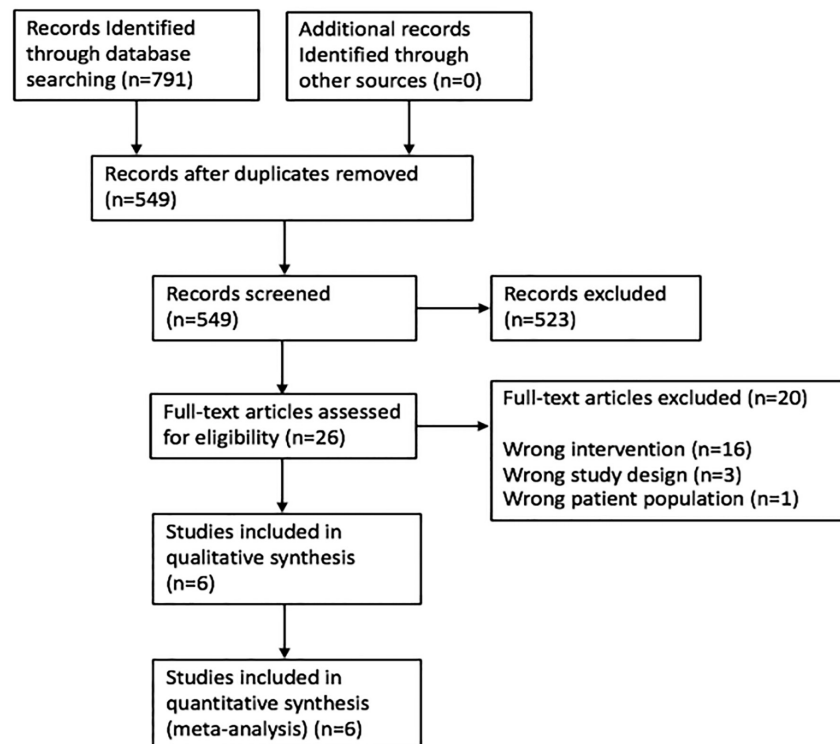 Records Identified
through database
searching (n=791)
Additional records
Identified through
other sources (n=0)
Records after duplicates removed
(n=549)
Records screened
(n=549)
Records excluded
(n=523)
Full-text articles assessed
for eligibility (n=26)
Full-text articles excluded (n=20)
Wrong intervention (n=16)
Wrong study design (n=3)
Wrong patient population (n=1)
Studies included in
qualitative synthesis
(n=6)
Studies included in
quantitative synthesis
(meta-analysis) (n=6)